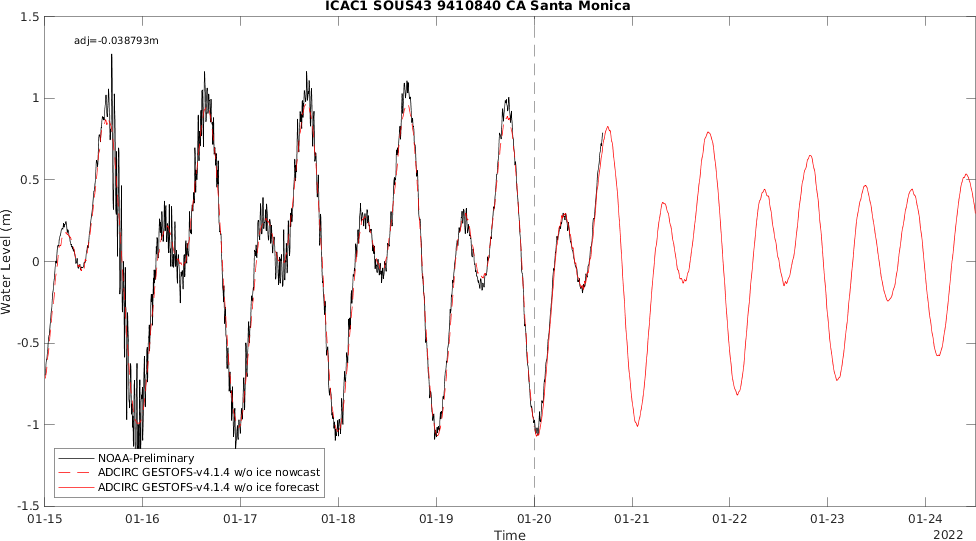 ICAC1 SOUS43 9410840 CA Santa Monica
adj=-0.038793m
1.5
1
0.5
0
-0.5
-1
-1.5
Water Level (m)
NOAA-Preliminary
ADCIRC GESTOFS-v4.1.4 w/o ice nowcast
ADCIRC GESTOFS-v4.1.4 w/o ice forecast
01-15 01-16 01-17 01-18 01-19 01-20 01-21 01-22 01-23 01-24
Time
2022